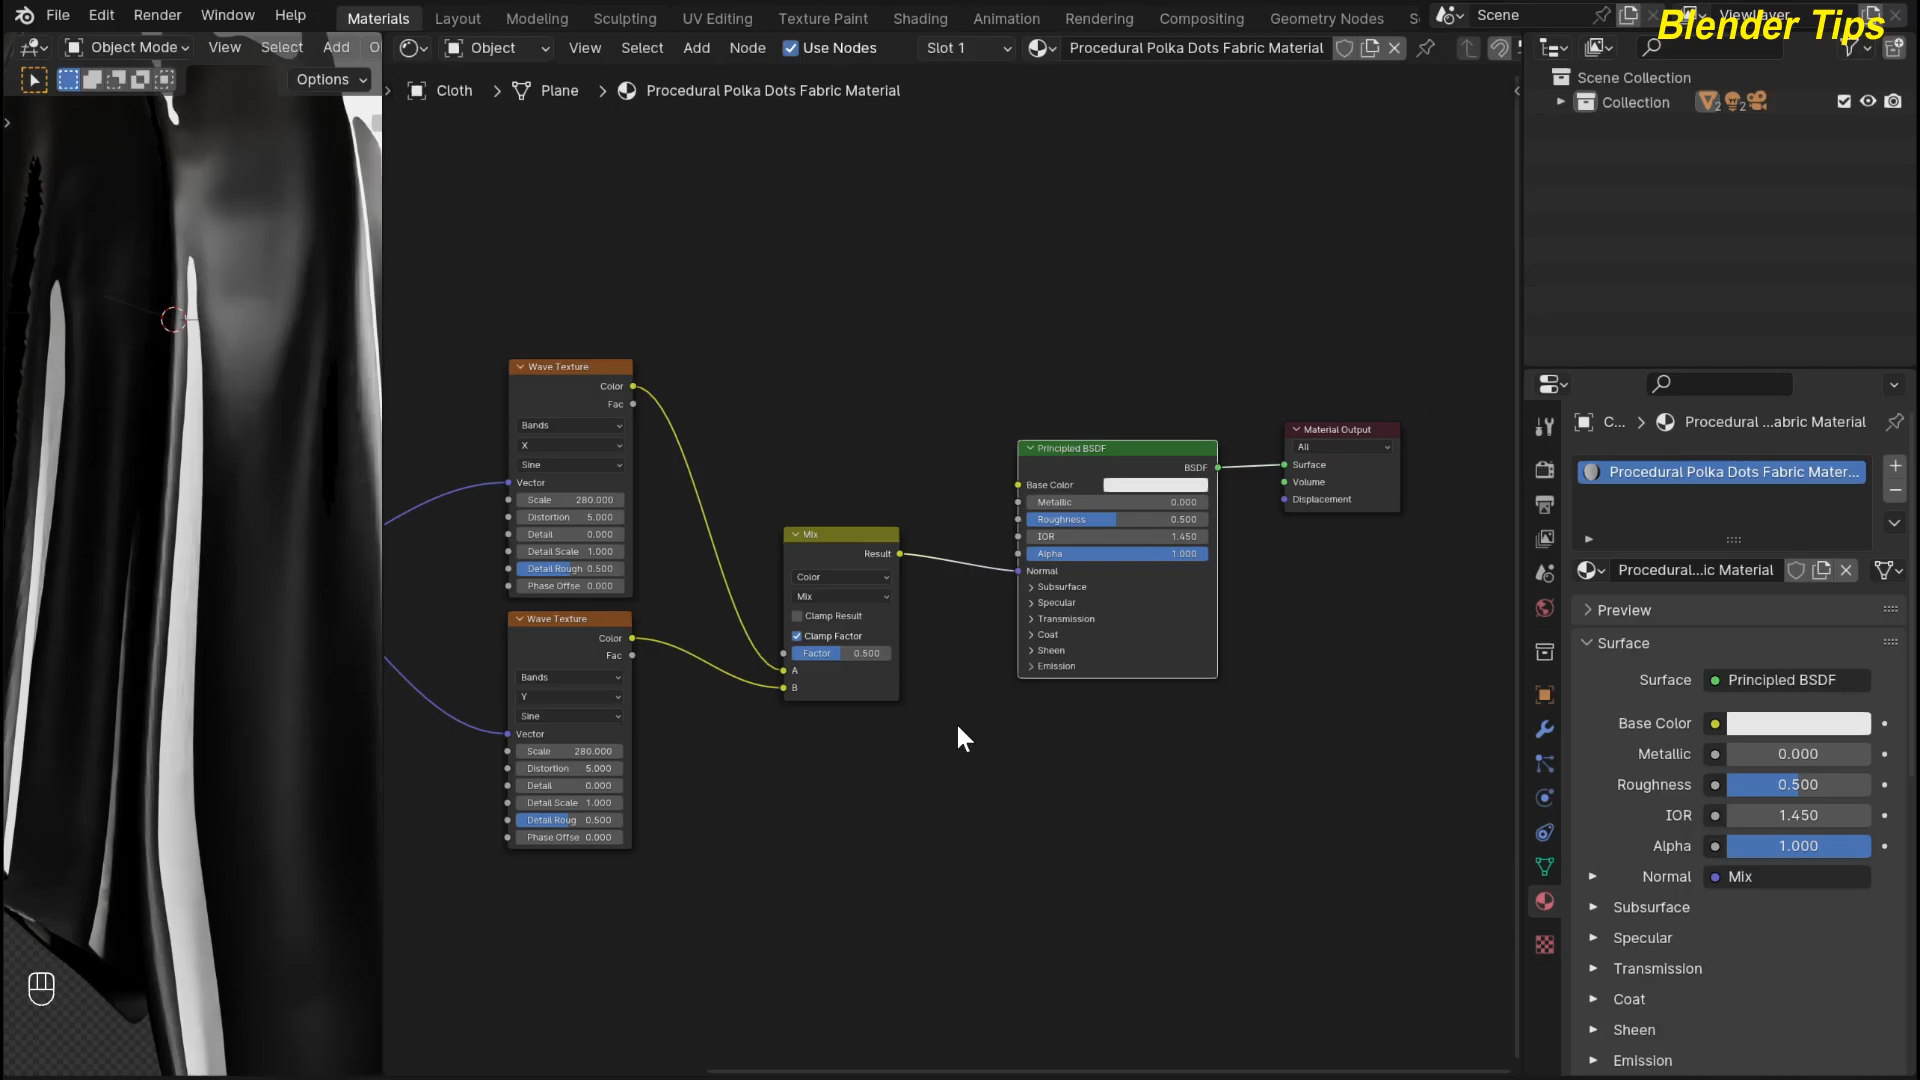 File Edit Render Window Help Materials Layout Modeling Sculpting UV Editing Texture Paint Shading Animation Rendering Compositing Geometry Nodes Scene ViewLayer
Blender Tips
Object Mode View Select Add Object View Select Add Node Use Nodes Slot 1 Procedural Polka Dots Fabric Material
Options
Cloth > Plane > Procedural Polka Dots Fabric Material
Scene Collection
Collection 2 2
Wave Texture
Color
Fac
Bands
X
Sine
Vector
Scale 280.000
Distortion 5.000
Detail 0.000
Detail Scale 1.000
Detail Rough 0.500
Phase Offse 0.000
Wave Texture
Color
Fac
Bands
Y
Sine
Vector
Scale 280.000
Distortion 5.000
Detail 0.000
Detail Scale 1.000
Detail Roug 0.500
Phase Offse 0.000
Mix
Result
Color
Mix
Clamp Result
Clamp Factor
Factor 0.500
A
B
Principled BSDF
BSDF
Base Color
Metallic 0.000
Roughness 0.500
IOR 1.450
Alpha 1.000
Normal
Subsurface
Specular
Transmission
Coat
Sheen
Emission
Material Output
All
Surface
Volume
Displacement
C... > Procedural ...abric Material
Procedural Polka Dots Fabric Mater...
Procedural...ic Material
Preview
Surface
Surface Principled BSDF
Base Color
Metallic 0.000
Roughness 0.500
IOR 1.450
Alpha 1.000
Normal Mix
Subsurface
Specular
Transmission
Coat
Sheen
Emission